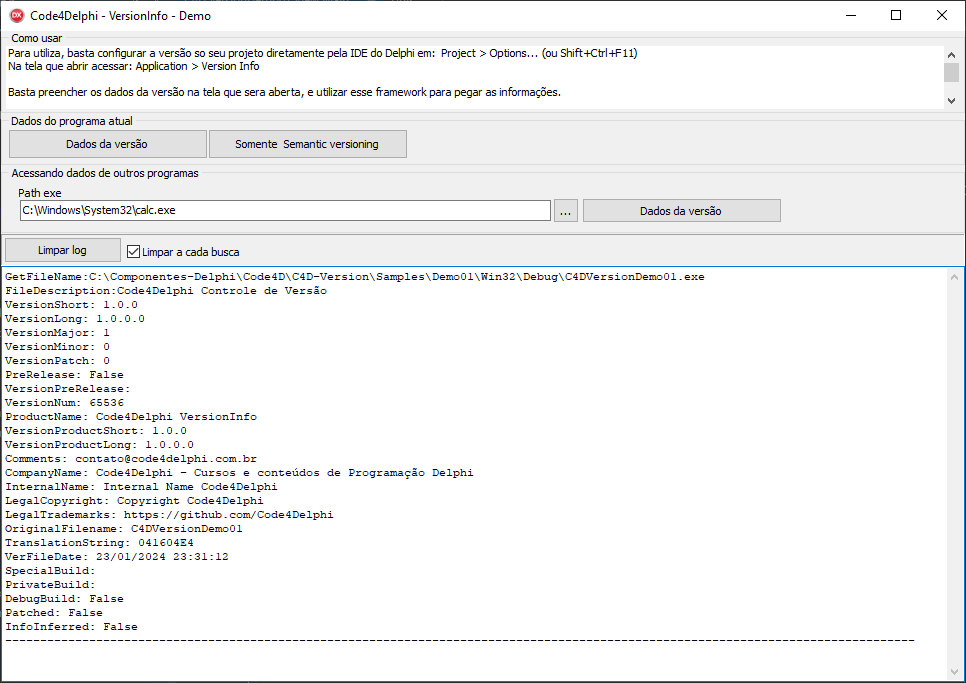 Code4Delphi - VersionInfo - Demo
Como usar
Para utiliza, basta configurar a versão so seu projeto diretamente pela IDE do Delphi em:  Project > Options... (ou Shift+Ctrl+F11)
Na tela que abrir acessar: Application > Version Info
Basta preencher os dados da versão na tela que sera aberta, e utilizar esse framework para pegar as informações.
Dados do programa atual
Dados da versão
Somente  Semantic versioning
Acessando dados de outros programas
Path exe
C:\Windows\System32\calc.exe
...
Dados da versão
Limpar log
Limpar a cada busca
GetFileName:C:\Componentes-Delphi\Code4D\C4D-Version\Samples\Demo01\Win32\Debug\C4DVersionDemo01.exe
FileDescription:Code4Delphi Controle de Versão
VersionShort: 1.0.0
VersionLong: 1.0.0.0
VersionMajor: 1
VersionMinor: 0
VersionPatch: 0
PreRelease: False
VersionPreRelease:
VersionNum: 65536
ProductName: Code4Delphi VersionInfo
VersionProductShort: 1.0.0
VersionProductLong: 1.0.0.0
Comments: contato@code4delphi.com.br
CompanyName: Code4Delphi - Cursos e conteúdos de Programação Delphi
InternalName: Internal Name Code4Delphi
LegalCopyright: Copyright Code4Delphi
LegalTrademarks: https://github.com/Code4Delphi
OriginalFilename: C4DVersionDemo01
TranslationString: 041604E4
VerFileDate: 23/01/2024 23:31:12
SpecialBuild:
PrivateBuild:
DebugBuild: False
Patched: False
InfoInferred: False
----------------------------------------------------------------------------------------------------------------------------------